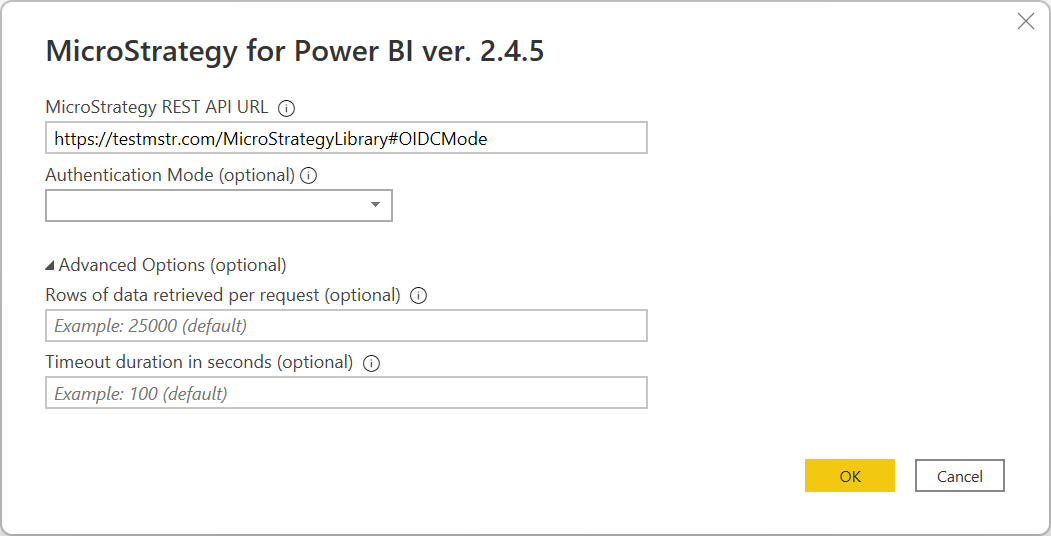 MicroStrategy for Power BI ver. 2.4.5
MicroStrategy REST API URL
https://testmstr.com/MicroStrategyLibrary#OIDCMode
Authentication Mode (optional)
Advanced Options (optional)
Rows of data retrieved per request (optional)
Example: 25000 (default)
Timeout duration in seconds (optional)
Example: 100 (default)
OK
Cancel